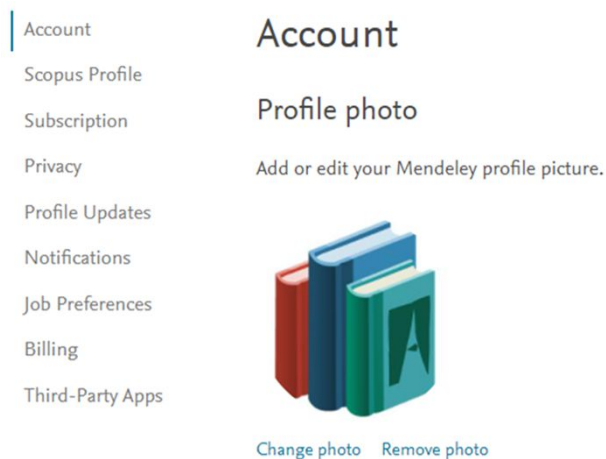 Account
Scopus Profile
Subscription
Privacy
Profile Updates
Notifications
Job Preferences
Billing
Third-Party Apps
Account
Profile photo
Add or edit your Mendeley profile picture.
A
Change photo Remove photo